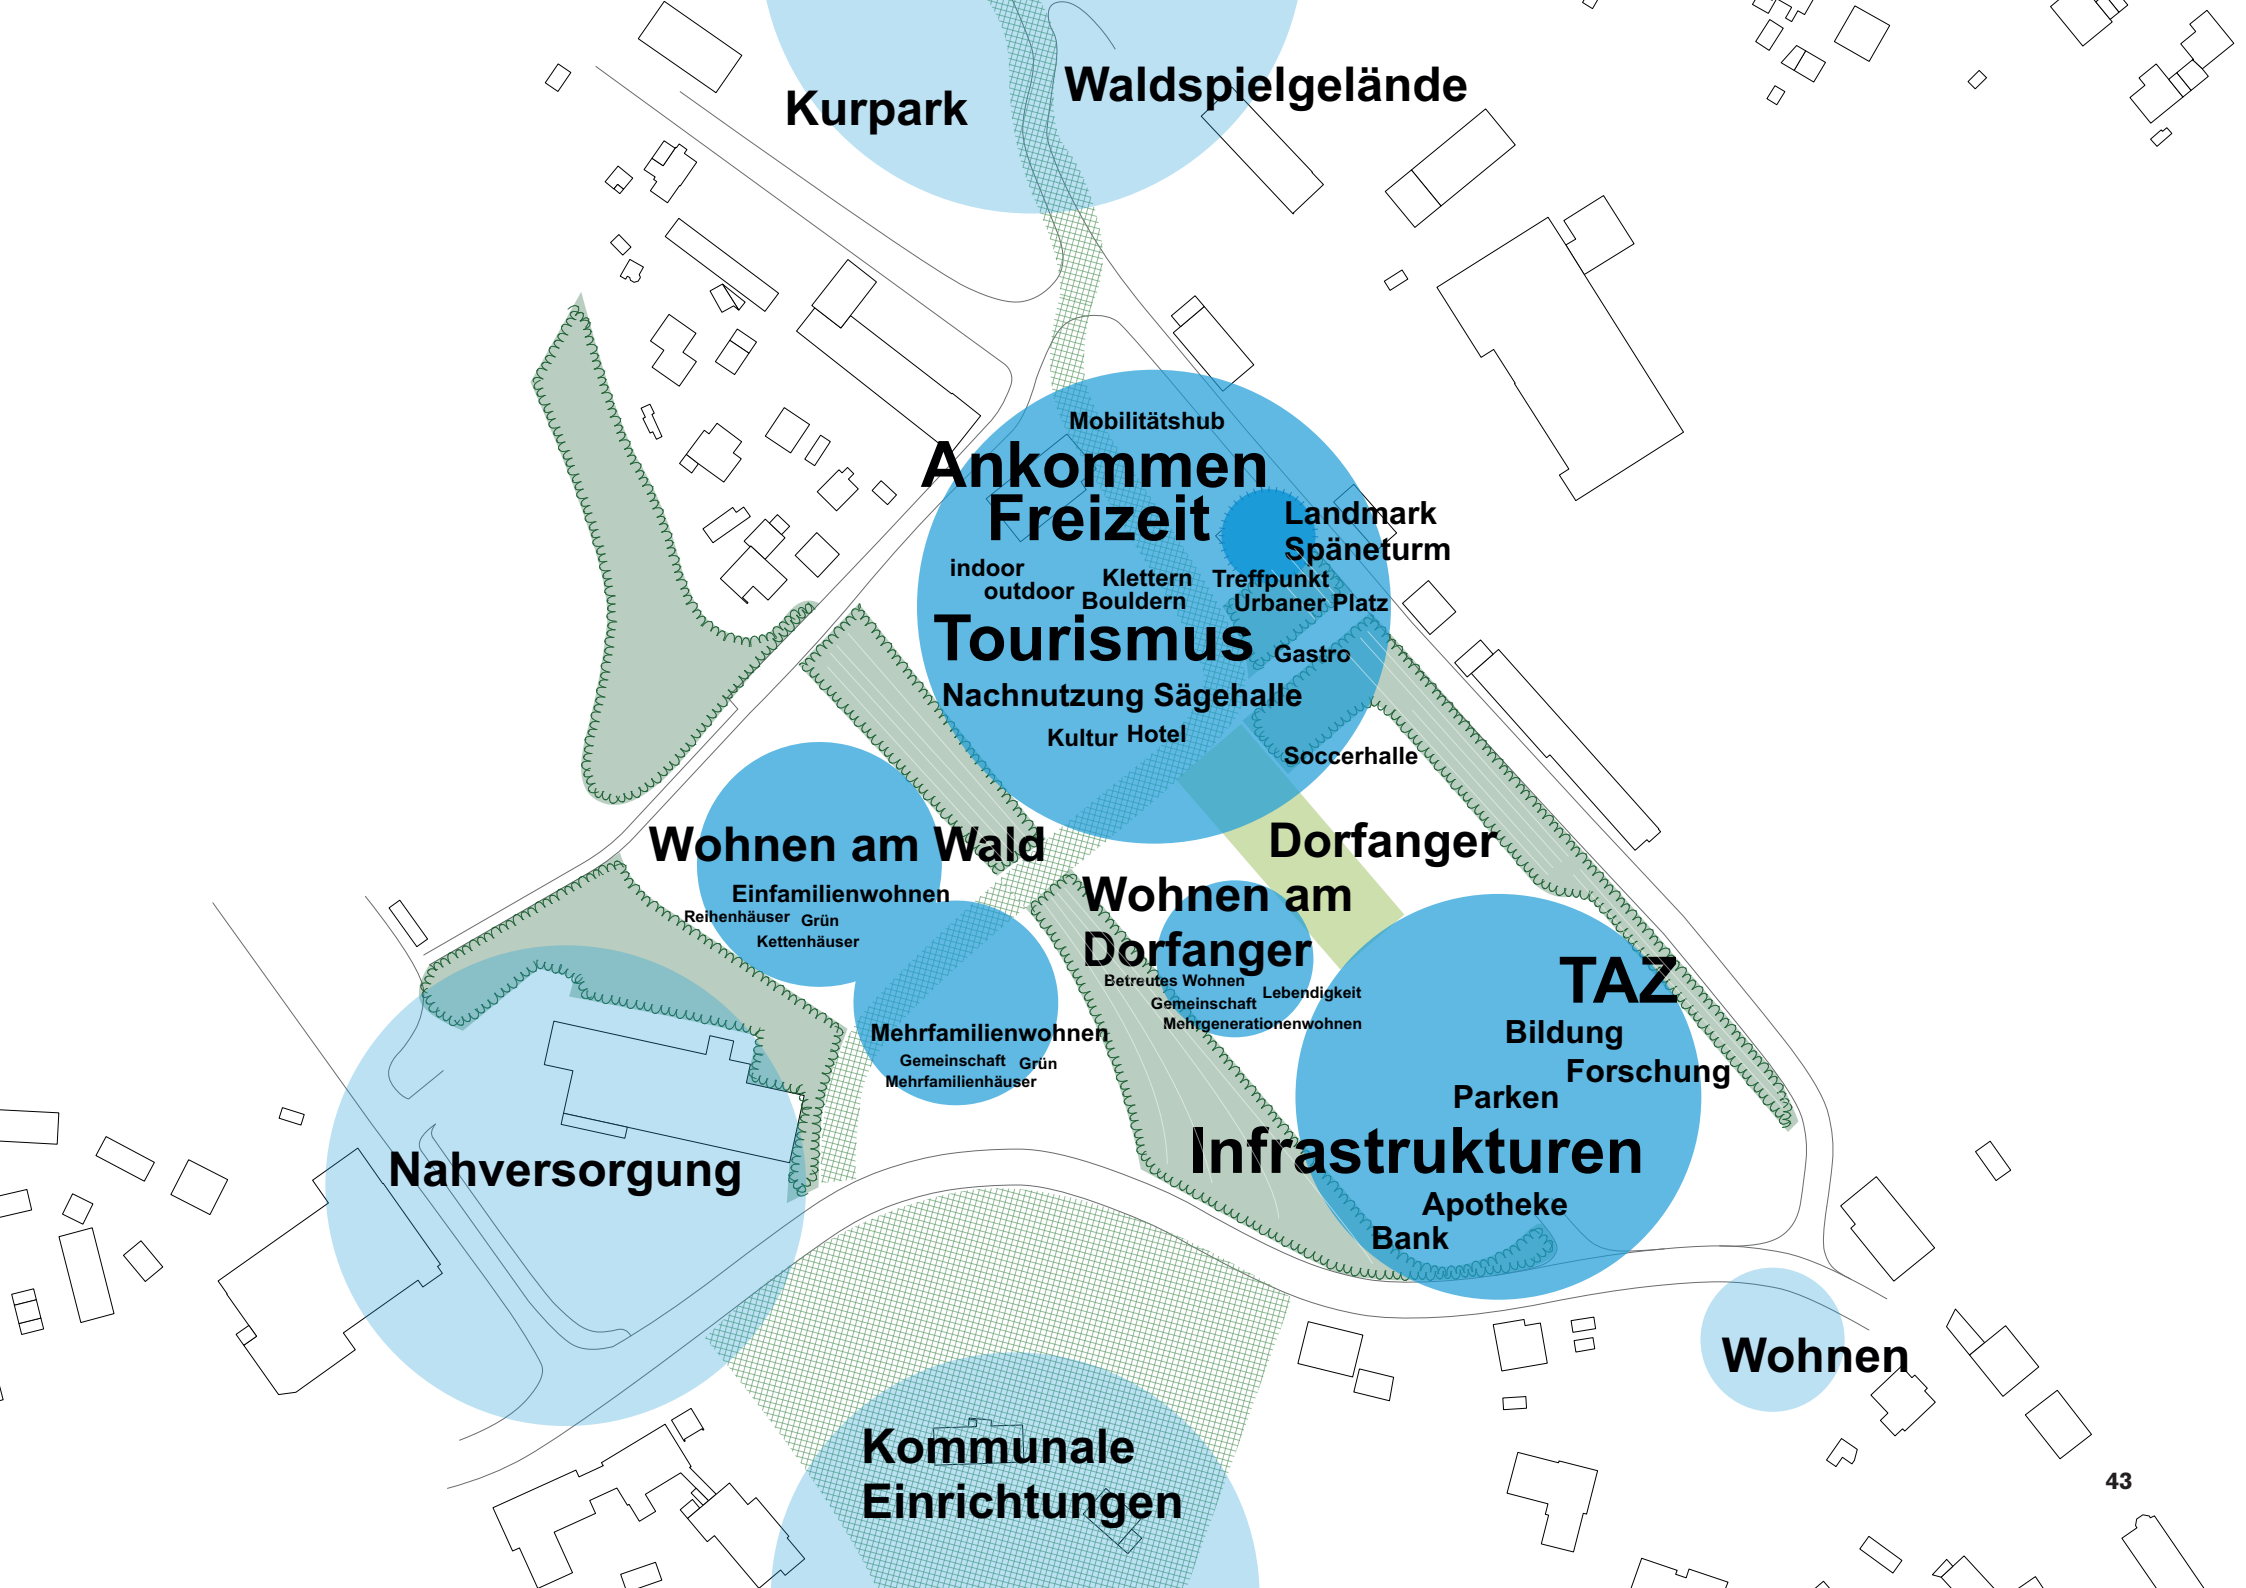 Waldspielgelände
Kurpark
Mobilitätshub
Ankommen
Freizeit
Landmark
Späneturm
indoor
outdoor
Klettern
Bouldern
Treffpunkt
Urbaner Platz
Tourismus
Gastro
Nachnutzung Sägehalle
Kultur
Hotel
Soccerhalle
Dorfanger
Wohnen am Wald
Einfamilienwohnen
Reihenhäuser
Grün
Kettenhäuser
Wohnen am
Dorfanger
Betreutes Wohnen
Gemeinschaft
Lebendigkeit
Mehrgenerationenwohnen
Mehrfamilienwohnen
Gemeinschaft
Grün
Mehrfamilienhäuser
TAZ
Bildung
Forschung
Parken
Infrastrukturen
Apotheke
Bank
Nahversorgung
Wohnen
Kommunale
Einrichtungen
43